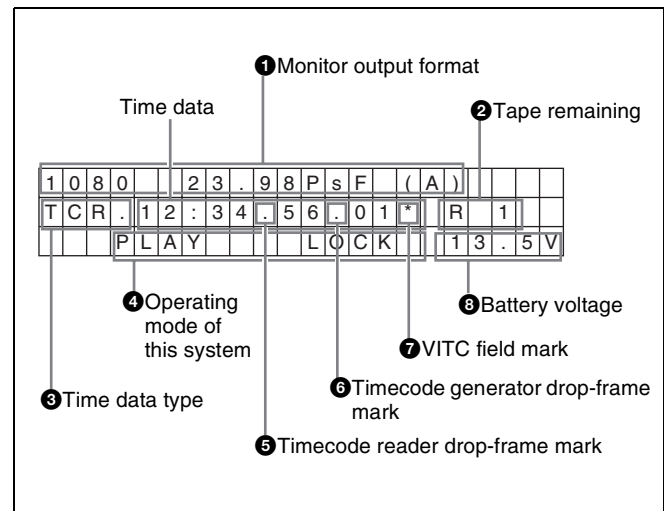 ❶Monitor output format
Time data
❷Tape remaining
1080 23.98PsF (A)
TCR.12:34.56.01* R 1
PLAY LOCK 13.5V
❹Operating
mode of
this system
❽Battery voltage
❼VITC field mark
❻Timecode generator drop-frame
mark
❸Time data type
❺Timecode reader drop-frame mark